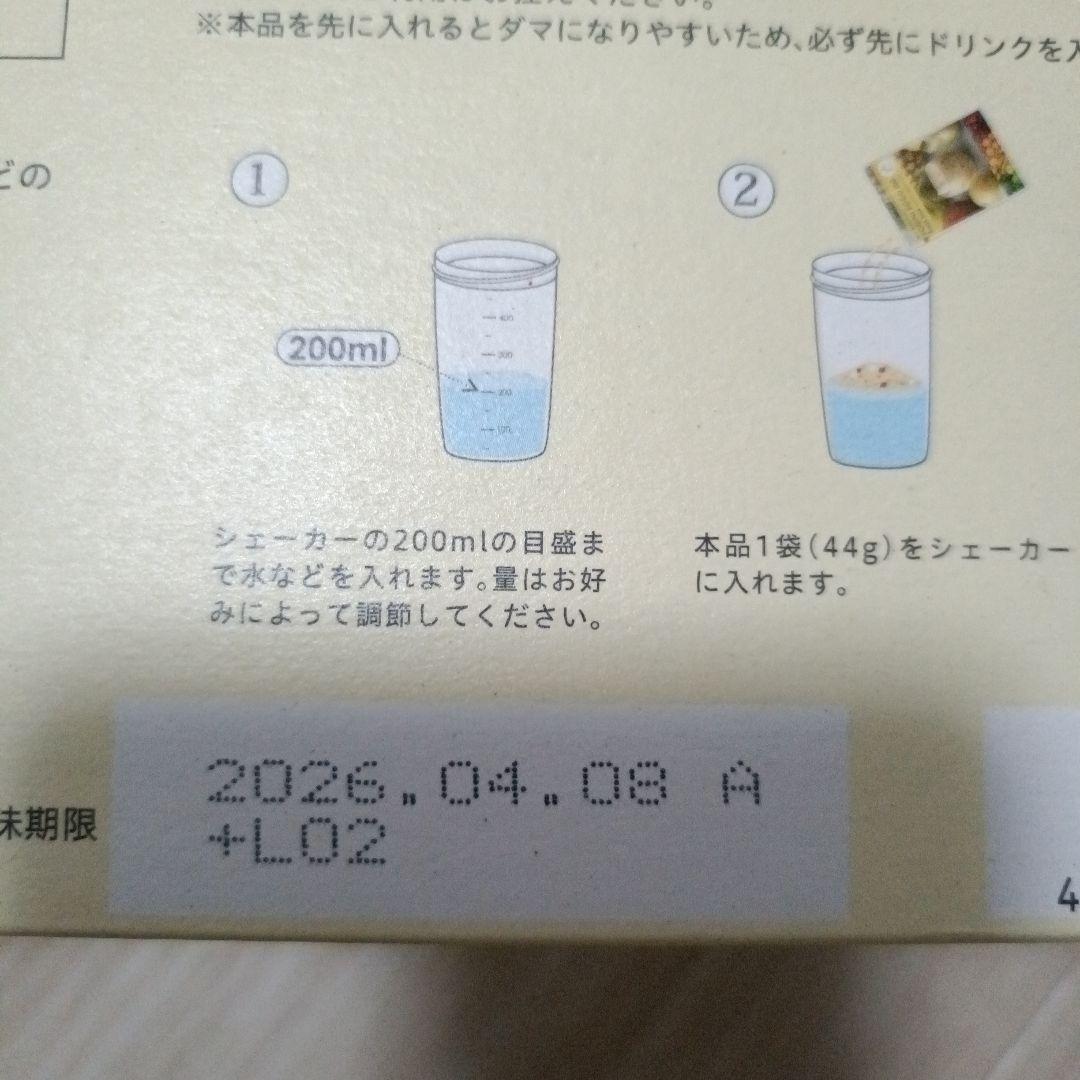 ※本品を先に入れるとダマになりやすいため、必ず先にドリンクを入
どの
①
②
400
300
200ml
200
100
シェーカーの200mlの目盛ま
で水などを入れます。量はお好
みによって調節してください。
本品1袋(44g)をシェーカー
に入れます。
味期限
2026.04.08 A
+L02
4